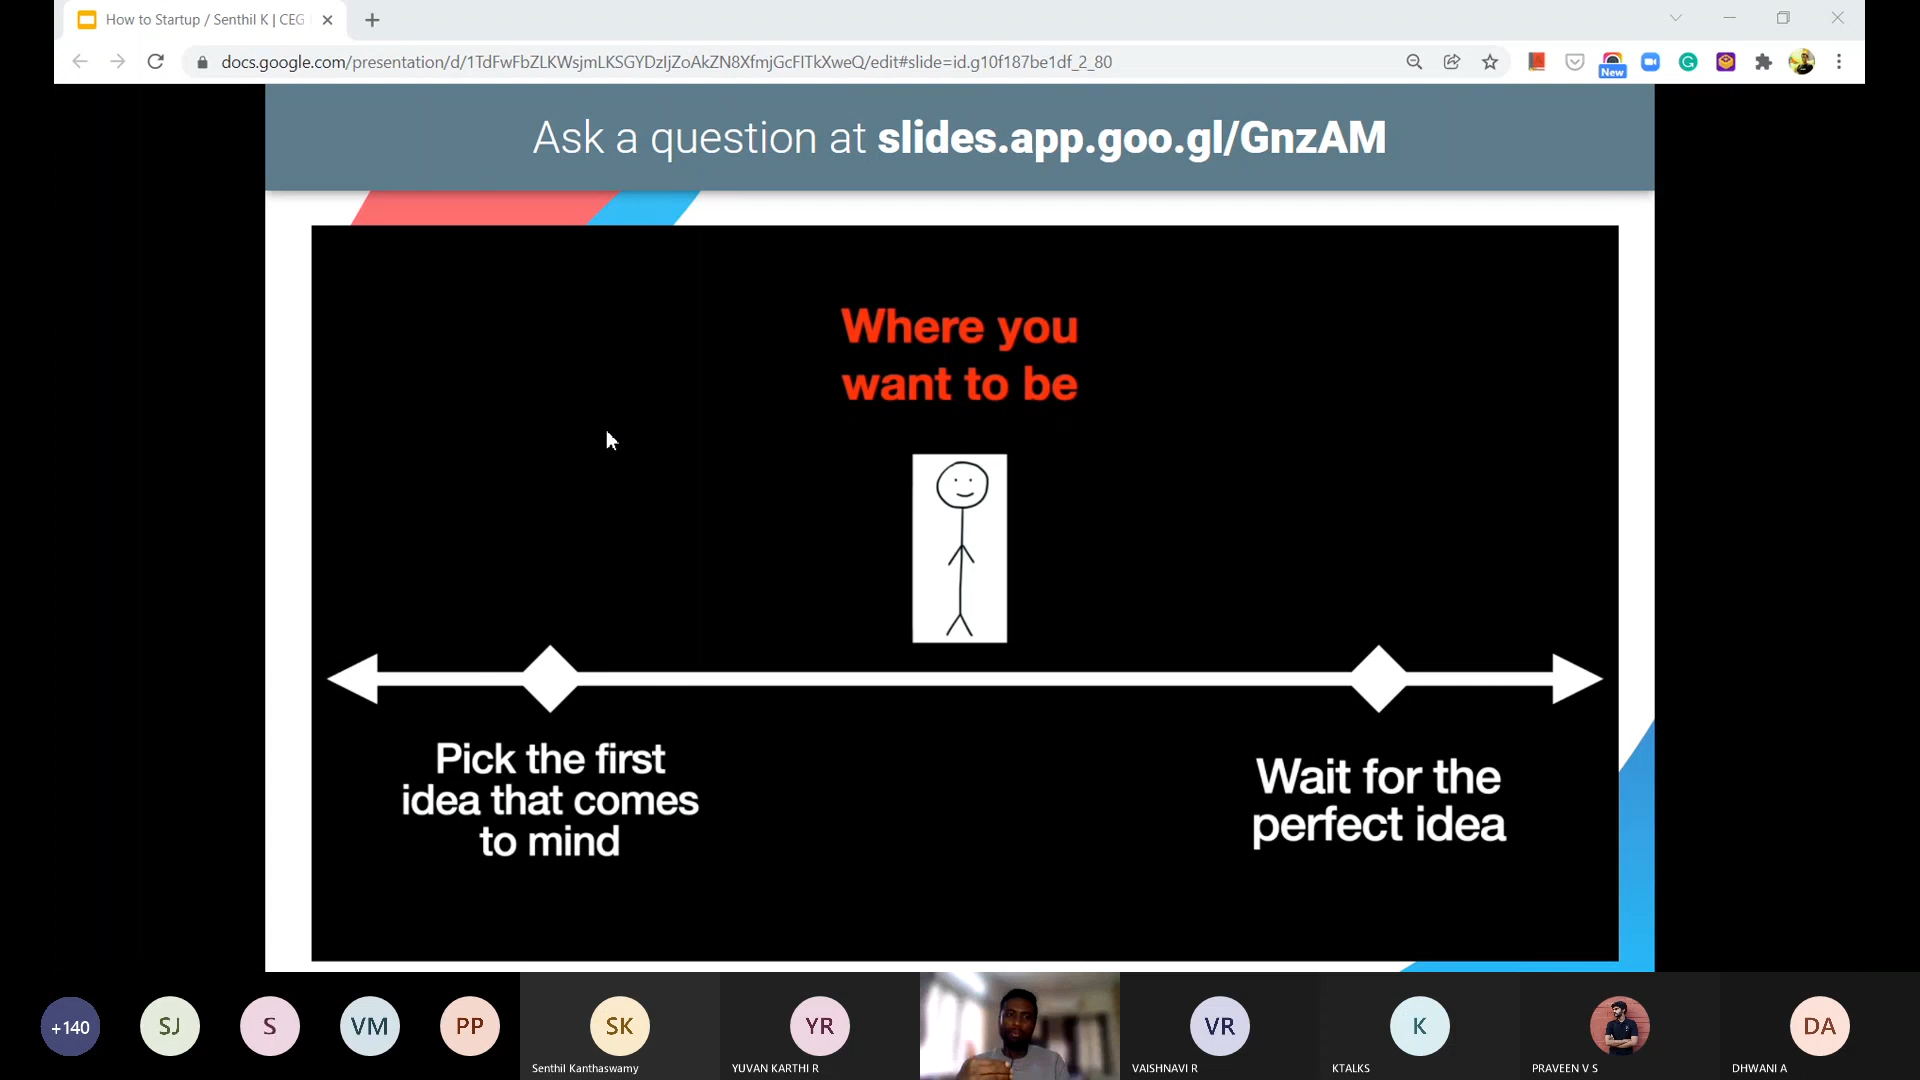 How to Startup / Senthil K | CEG
docs.google.com/presentation/d/1TdFwFbZLKWsjmLKSGYDzIjZoAkZN8XfmjGcFITkXweQ/edit#slide=id.g10f187be1df_2_80
New
Ask a question at slides.app.goo.gl/GnzAM
Where you
want to be
Pick the first
idea that comes
to mind
Wait for the
perfect idea
+140
SJ
S
VM
PP
SK
YR
VR
K
DA
Senthil Kanthaswamy
YUVAN KARTHI R
VAISHNAVI R
KTALKS
PRAVEEN V S
DHWANI A